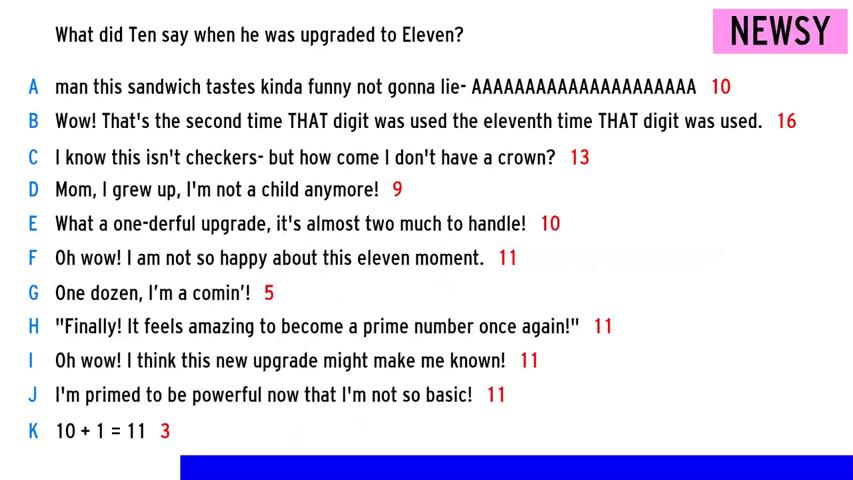 What did Ten say when he was upgraded to Eleven?
NEWSY
A man this sandwich tastes kinda funny not gonna lie- AAAAAAAAAAAAAAAAAAAAA 10
B Wow! That's the second time THAT digit was used the eleventh time THAT digit was used. 16
C I know this isn't checkers- but how come I don't have a crown? 13
D Mom, I grew up, I'm not a child anymore! 9
E What a one-derful upgrade, it's almost two much to handle! 10
F Oh wow! I am not so happy about this eleven moment. 11
G One dozen, I’m a comin’! 5
H "Finally! It feels amazing to become a prime number once again!" 11
I Oh wow! I think this new upgrade might make me known! 11
J I'm primed to be powerful now that I'm not so basic! 11
K 10 + 1 = 11 3